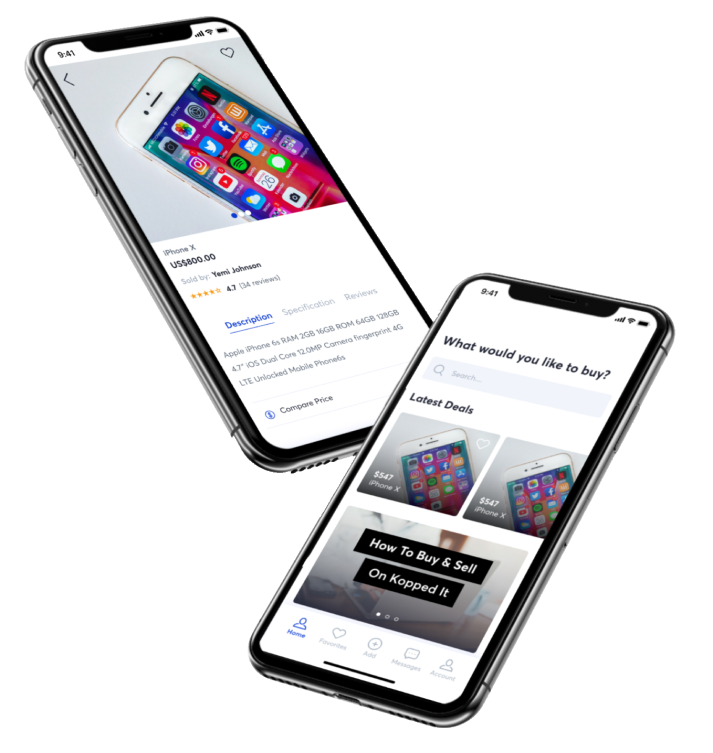 9:41
iPhone X
US$800.00
Sold by: Yemi Johnson
4.7 (34 reviews)
Description Specification Reviews
Apple iPhone 6s RAM 2GB 16GB ROM 64GB 128GB
4.7" iOS Dual Core 12.0MP Camera fingerprint 4G
LTE Unlocked Mobile Phone6s
Compare Price
9:41
What would you like to buy?
Search...
Latest Deals
$547
iPhone X
$547
iPhone X
How To Buy & Sell
On Kopped It
Home Favorites Add Messages Account